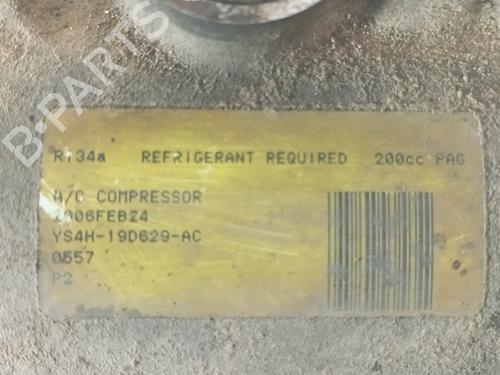 B-PARTS
R134a REFRIGERANT REQUIRED 200cc PAG
A/C COMPRESSOR
2006FEB24
YS4H-19D629-AC
0557
P2